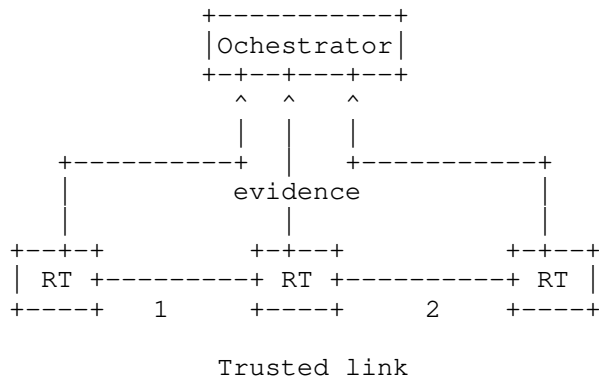 Ochestrator
evidence
RT RT RT
1 2
Trusted link